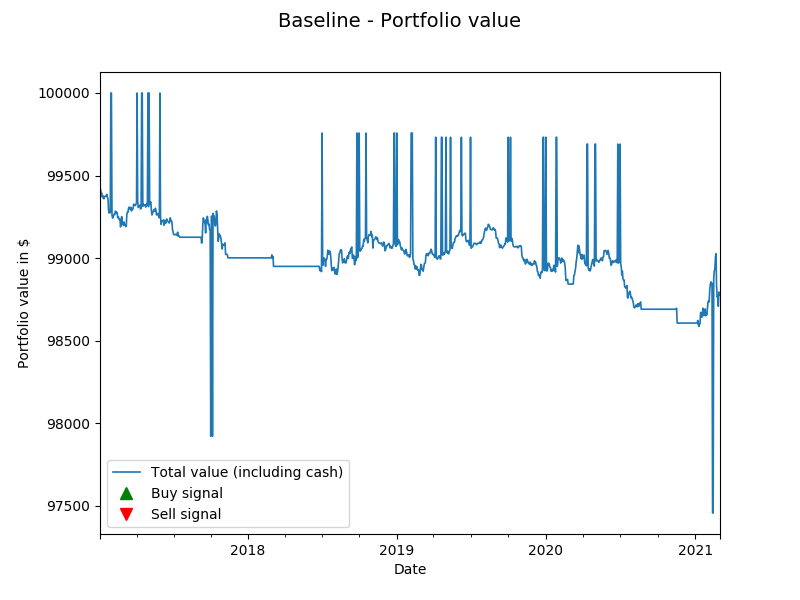 Baseline - Portfolio value
100000
99500
99000
98500
98000
97500
Portfolio value in $
Total value (including cash)
Buy signal
Sell signal
2018
2019
2020
2021
Date